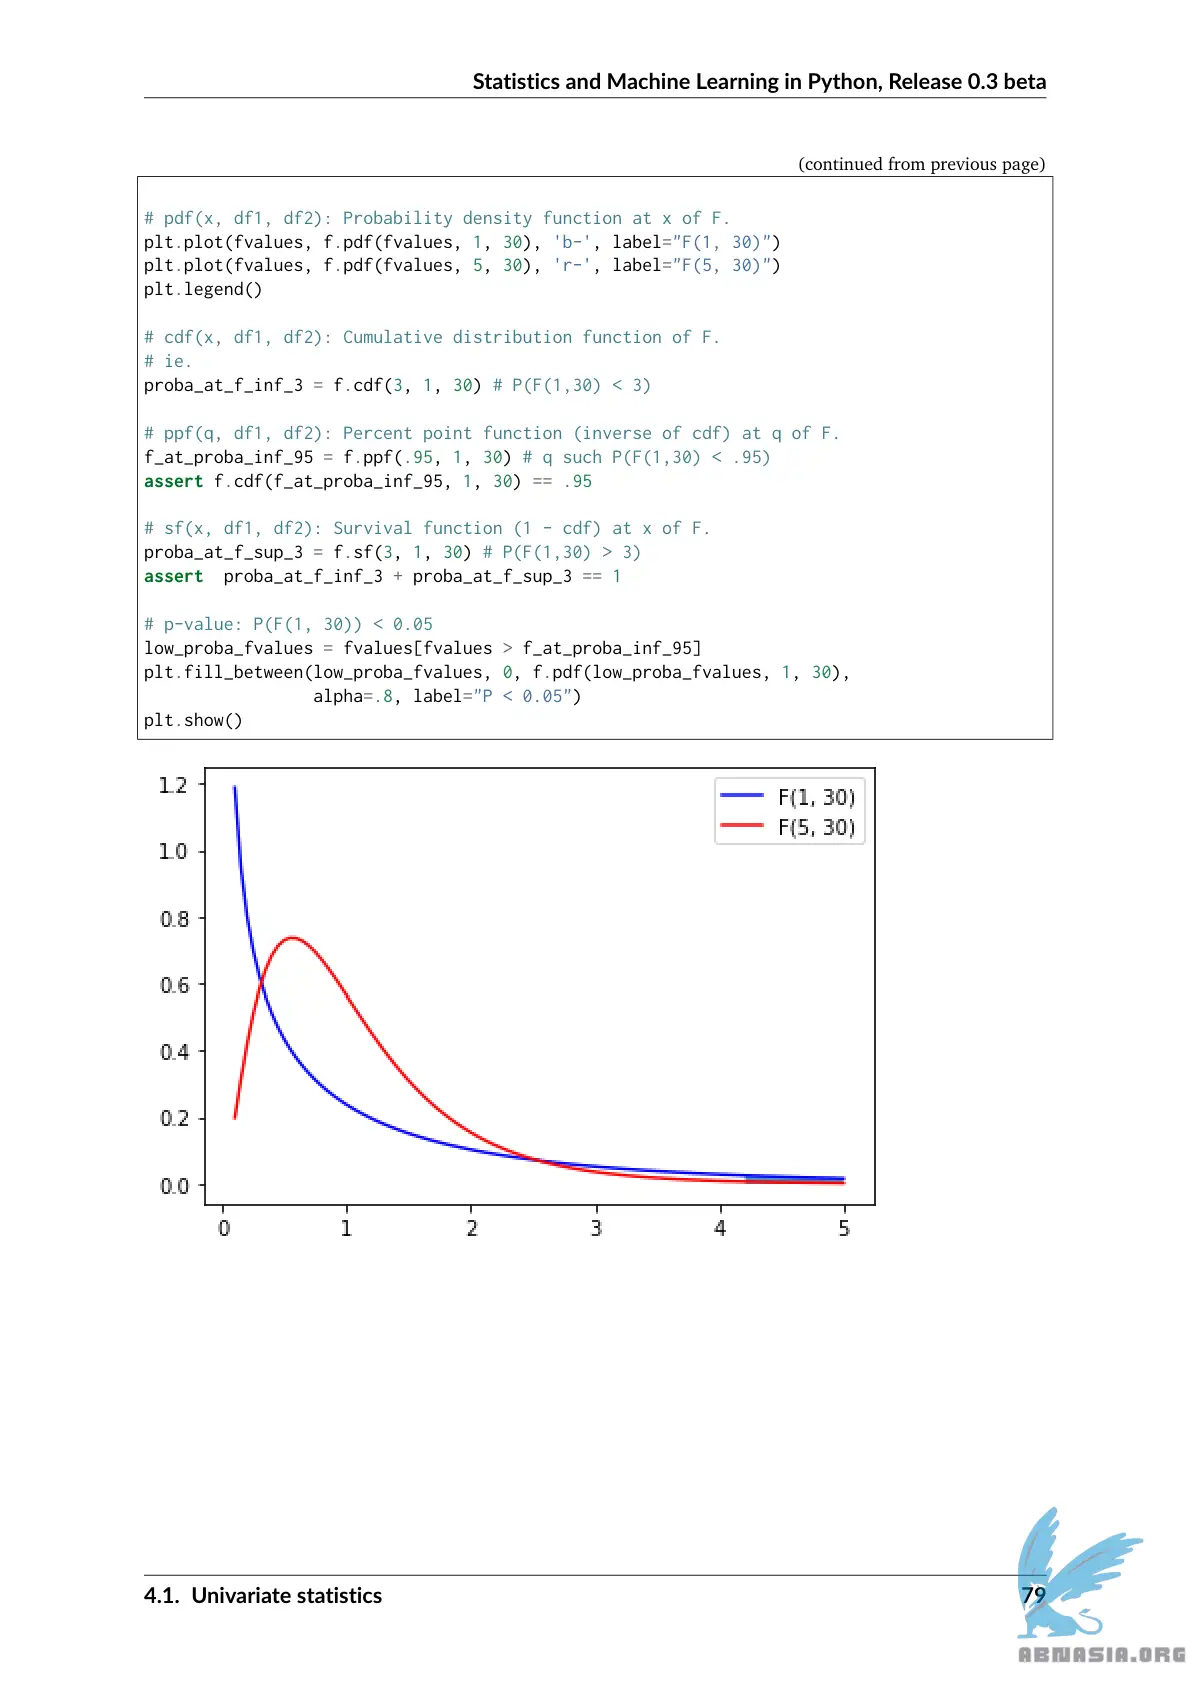 Statistics and Machine Learning in Python, Release 0.3 beta
(continued from previous page)
# pdf(x, df1, df2): Probability density function at x of F.
plt.plot(fvalues, f.pdf(fvalues, 1, 30), 'b-', label="F(1, 30)")
plt.plot(fvalues, f.pdf(fvalues, 5, 30), 'r-', label="F(5, 30)")
plt.legend()
# cdf(x, df1, df2): Cumulative distribution function of F.
# ie.
proba_at_f_inf_3 = f.cdf(3, 1, 30) # P(F(1,30) < 3)
# ppf(q, df1, df2): Percent point function (inverse of cdf) at q of F.
f_at_proba_inf_95 = f.ppf(.95, 1, 30) # q such P(F(1,30) < .95)
assert f.cdf(f_at_proba_inf_95, 1, 30) == .95
# sf(x, df1, df2): Survival function (1 - cdf) at x of F.
proba_at_f_sup_3 = f.sf(3, 1, 30) # P(F(1,30) > 3)
assert  proba_at_f_inf_3 + proba_at_f_sup_3 == 1
# p-value: P(F(1, 30)) < 0.05
low_proba_fvalues = fvalues[fvalues > f_at_proba_inf_95]
plt.fill_between(low_proba_fvalues, 0, f.pdf(low_proba_fvalues, 1, 30),
                 alpha=.8, label="P < 0.05")
plt.show()
1.2
1.0
0.8
0.6
0.4
0.2
0.0
F(1, 30)
F(5, 30)
0 1 2 3 4 5
4.1. Univariate statistics 79
ABNASIA.ORG